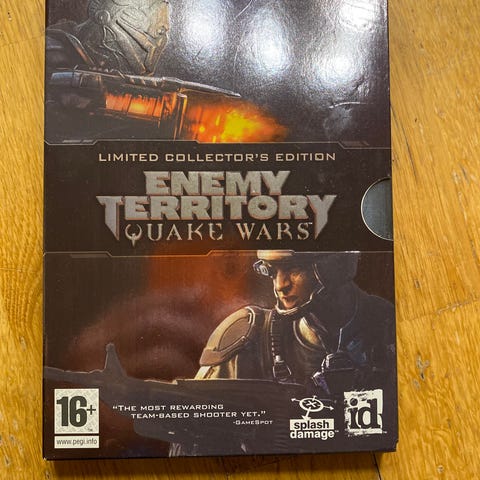 LIMITED COLLECTOR'S EDITION
ENEMY
TERRITORY
QUAKE WARS
16+
www.pegi.info
"THE MOST REWARDING
TEAM-BASED SHOOTER YET."
-GAMESPOT
splash
damage™
id